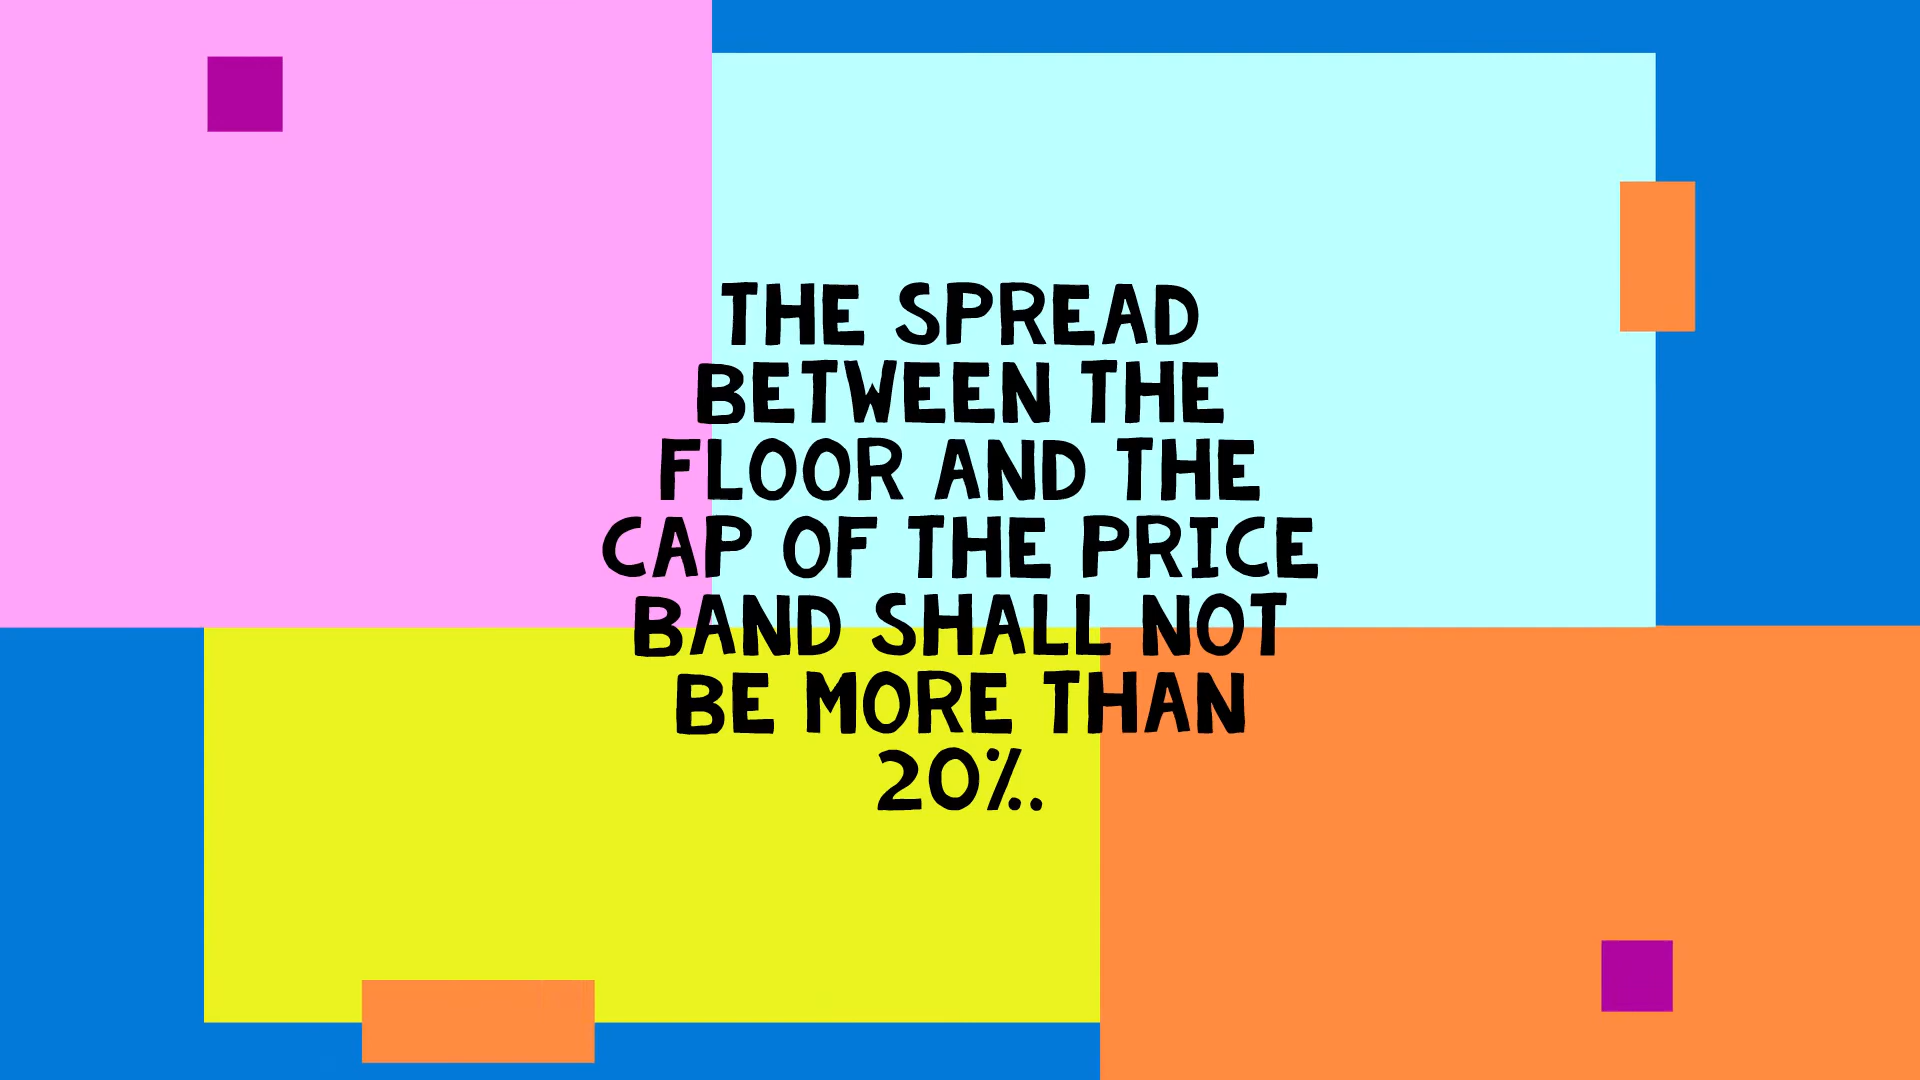 THE SPREAD
BETWEEN THE
FLOOR AND THE
CAP OF THE PRICE
BAND SHALL NOT
BE MORE THAN
20%.